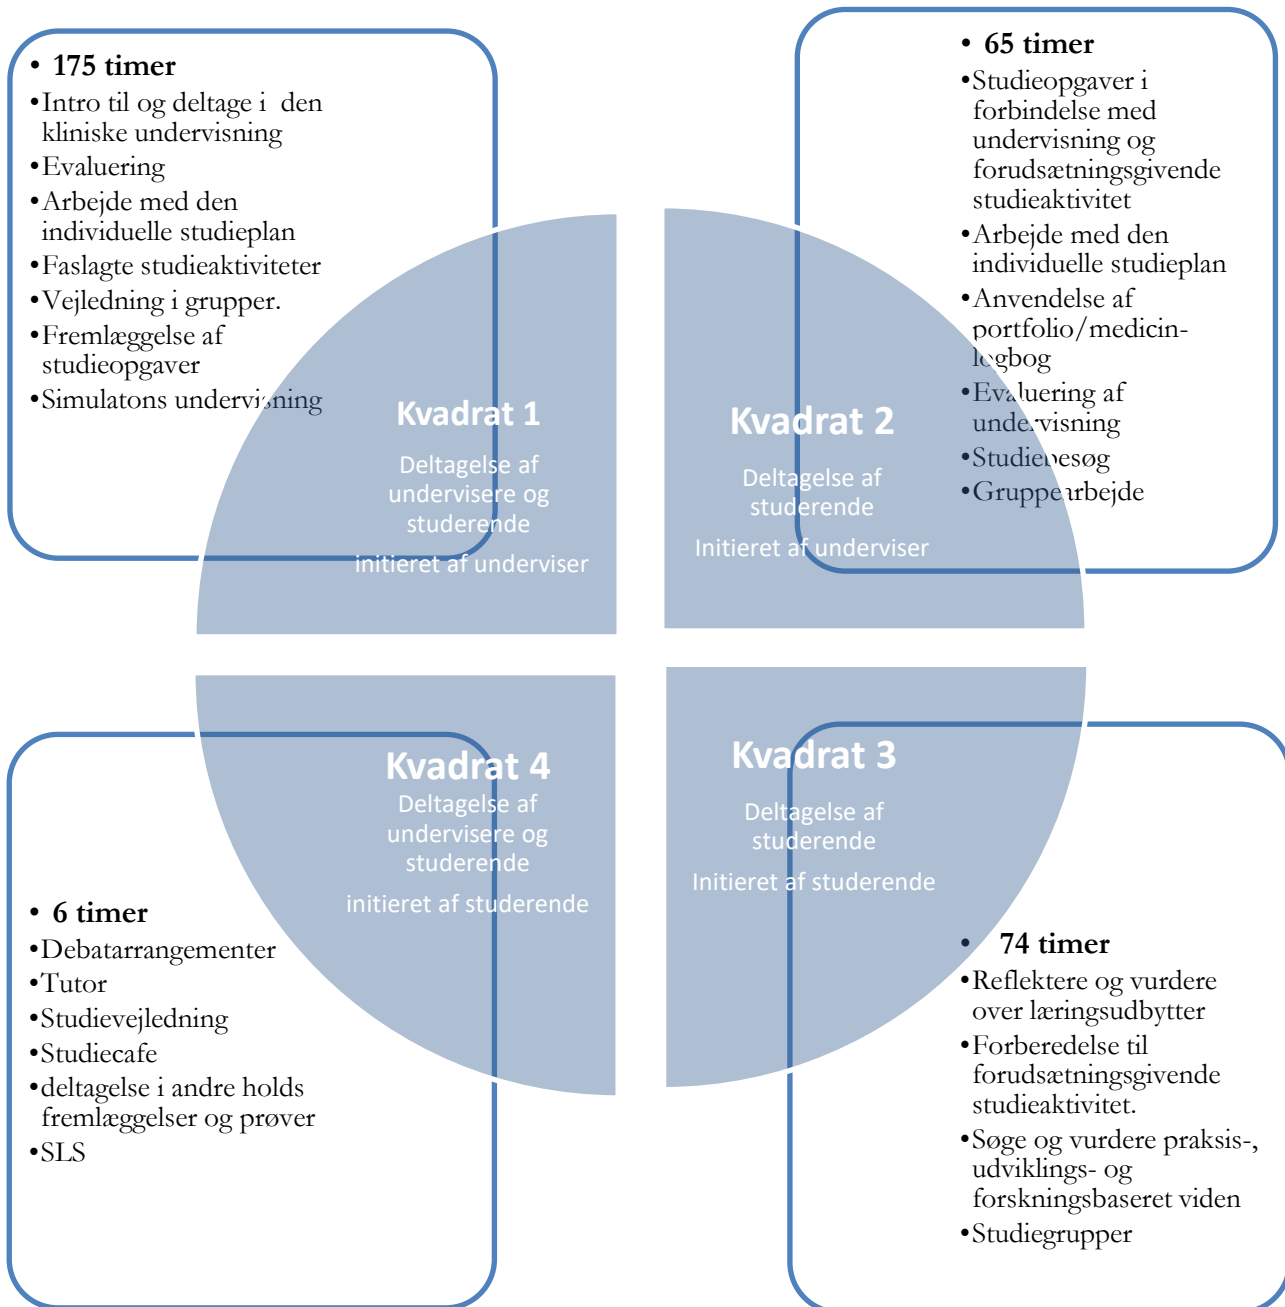 • 175 timer
•Intro til og deltage i den
kliniske undervisning
•Evaluering
•Arbejde med den
individuelle studieplan
•Faslagte studieaktiviteter
•Vejledning i grupper.
•Fremlæggelse af
studieopgaver
•Simulatons undervisning
Kvadrat 1
Deltagelse af
undervisere og
studerende
initieret af underviser
• 65 timer
•Studieopgaver i
forbindelse med
undervisning og
forudsætningsgivende
studieaktivitet
•Arbejde med den
individuelle studieplan
•Anvendelse af
portfolio/medicin-
logbog
•Evaluering af
undervisning
•Studiebesøg
•Gruppearbejde
Kvadrat 2
Deltagelse af
studerende
Initieret af underviser
Kvadrat 4
Deltagelse af
undervisere og
studerende
initieret af studerende
• 6 timer
•Debatarrangementer
•Tutor
•Studievejledning
•Studiecafe
•deltagelse i andre holds
fremlæggelser og prøver
•SLS
Kvadrat 3
Deltagelse af
studerende
Initieret af studerende
• 74 timer
•Reflektere og vurdere
over læringsudbytter
•Forberedelse til
forudsætningsgivende
studieaktivitet.
•Søge og vurdere praksis-,
udviklings- og
forskningsbaseret viden
•Studiegrupper